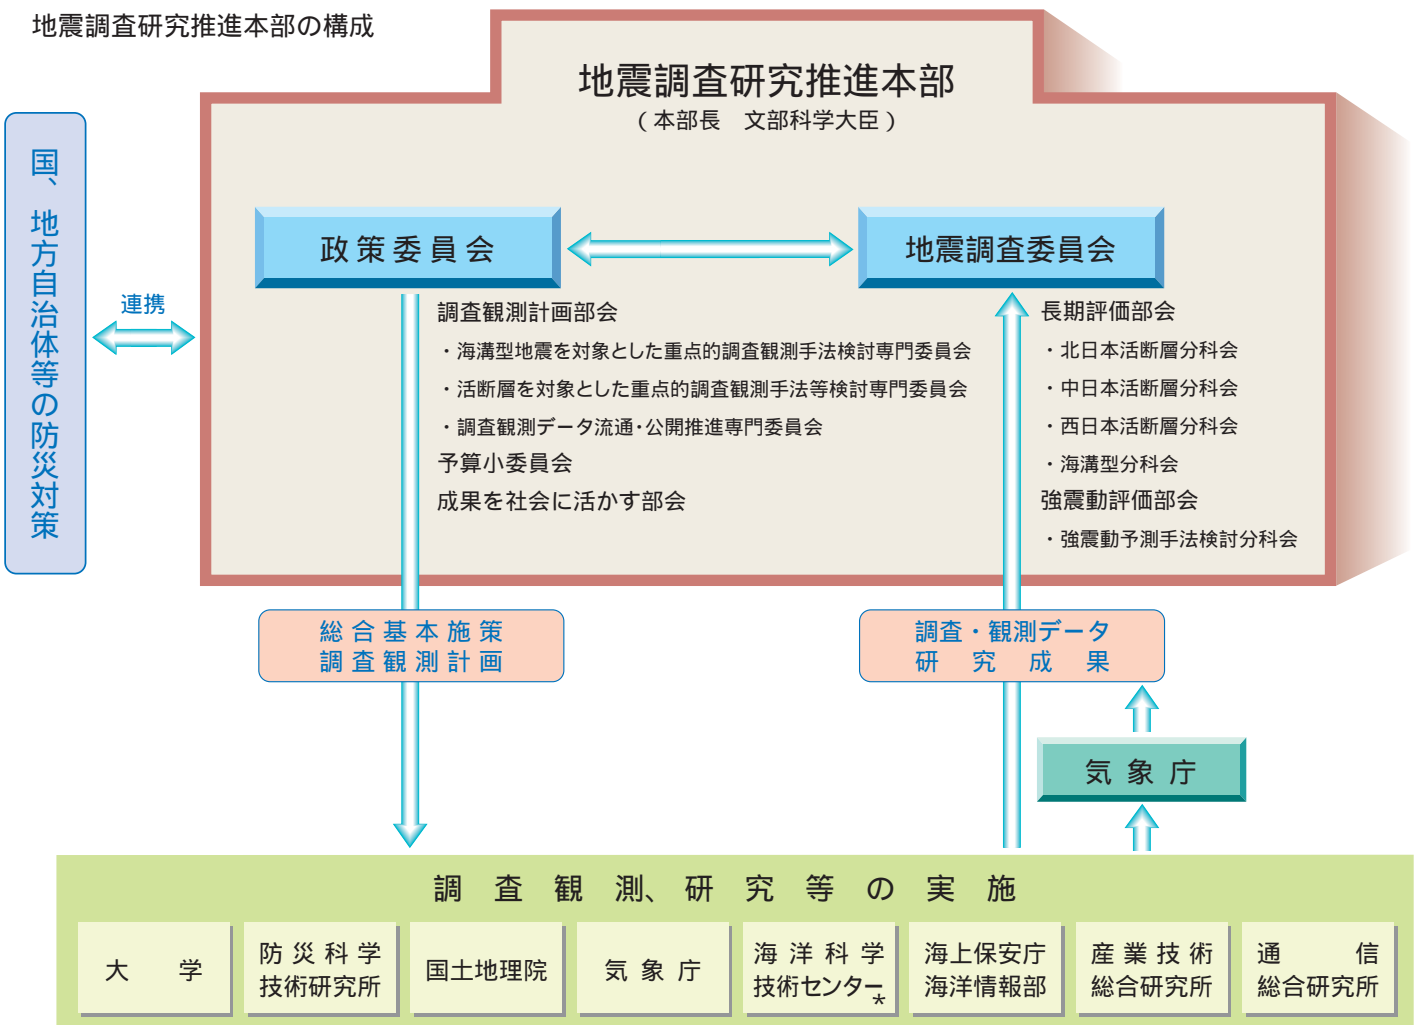 地震調査研究推進本部の構成
地震調査研究推進本部
(本部長　文部科学大臣)
国、地方自治体等の防災対策
連携
政策委員会
調査観測計画部会
・海溝型地震を対象とした重点的調査観測手法検討専門委員会
・活断層を対象とした重点的調査観測手法等検討専門委員会
・調査観測データ流通・公開推進専門委員会
予算小委員会
成果を社会に活かす部会
地震調査委員会
長期評価部会
・北日本活断層分科会
・中日本活断層分科会
・西日本活断層分科会
・海溝型分科会
強震動評価部会
・強震動予測手法検討分科会
総合基本施策
調査観測計画
調査・観測データ
研究成果
気象庁
調査観測、研究等の実施
大学
防災科学
技術研究所
国土地理院
気象庁
海洋科学
技術センター*
海上保安庁
海洋情報部
産業技術
総合研究所
通信
総合研究所